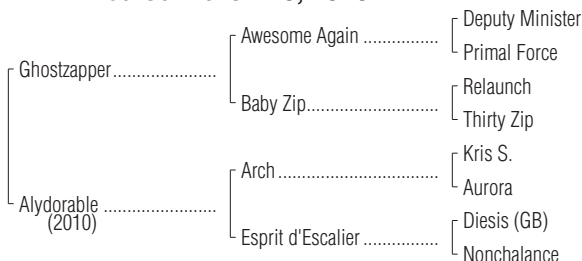 Deputy Minister
Awesome Again ..................
Primal Force
Ghostzapper........................
Relaunch
Baby Zip...............................
Thirty Zip
Kris S.
Arch .....................................
Aurora
Alydorable ..........................
(2010)
Diesis (GB)
Esprit d'Escalier .................
Nonchalance